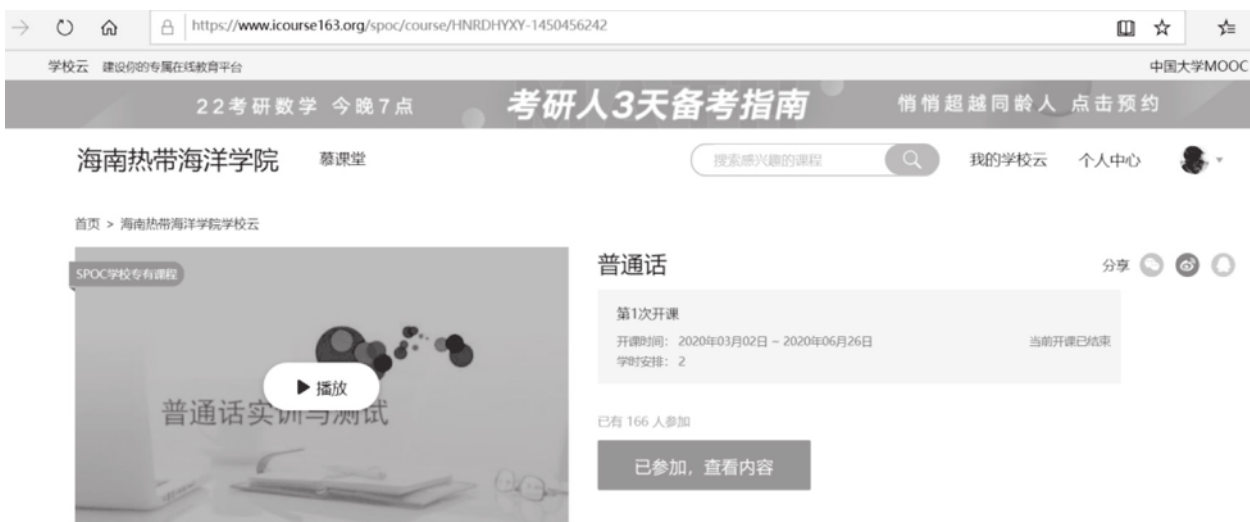 https://www.icourse163.org/spoc/course/HNRDHYXY-1450456242
学校云 建设你的专属在线教育平台 中国大学MOOC
22考研数学 今晚7点 考研人3天备考指南 悄悄超越同龄人 点击预约
海南热带海洋学院 慕课堂 搜索感兴趣的课程 我的学校云 个人中心
首页 > 海南热带海洋学院学校云
SPOC学校专有课程
播放
普通话实训与测试
普通话 分享
第1次开课
开课时间: 2020年03月02日 ~ 2020年06月26日 当前开课已结束
学时安排: 2
已有 166 人参加
已参加，查看内容